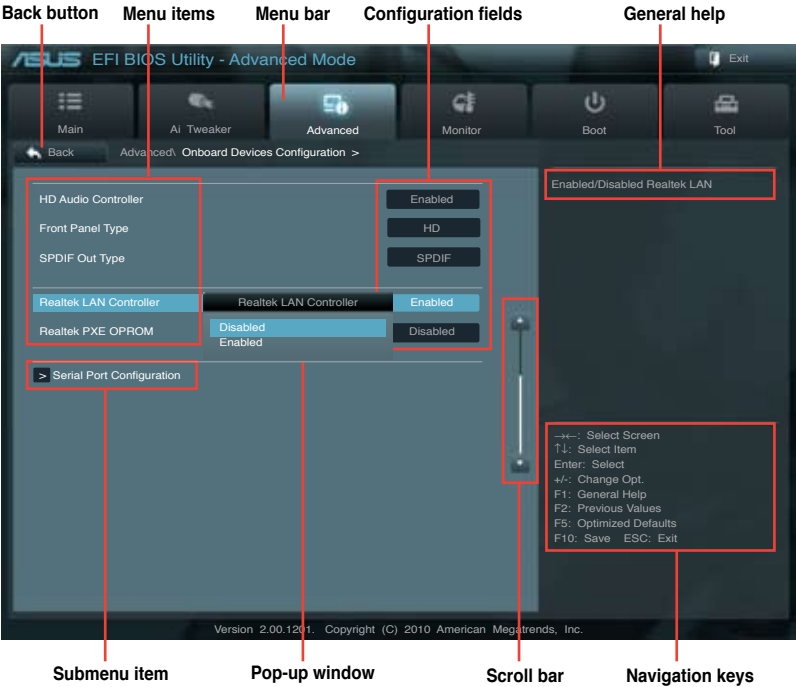 Back button Menu items Menu bar Configuration fields General help
ASUS EFI BIOS Utility - Advanced Mode Exit
Main Ai Tweaker Advanced Monitor Boot Tool
Back Advanced\ Onboard Devices Configuration >
Enabled/Disabled Realtek LAN
HD Audio Controller Enabled
Front Panel Type HD
SPDIF Out Type SPDIF
Realtek LAN Controller Realtek LAN Controller Enabled
Realtek PXE OPROM Disabled Disabled
Enabled
> Serial Port Configuration
→←: Select Screen
↑↓: Select Item
Enter: Select
+/-: Change Opt.
F1: General Help
F2: Previous Values
F5: Optimized Defaults
F10: Save ESC: Exit
Version 2.00.1201. Copyright (C) 2010 American Megatrends, Inc.
Submenu item Pop-up window Scroll bar Navigation keys